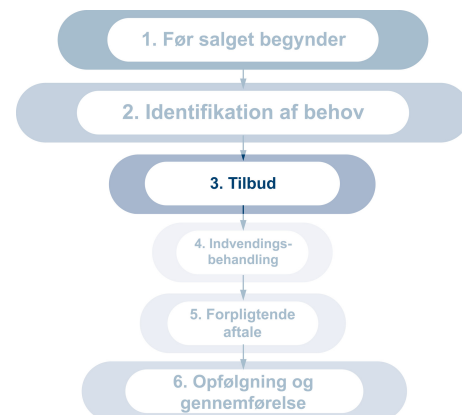 1. Før salget begynder
2. Identifikation af behov
3. Tilbud
4. Indvendings-
behandling
5. Forpligtende
aftale
6. Opfølgning og
gennemførelse